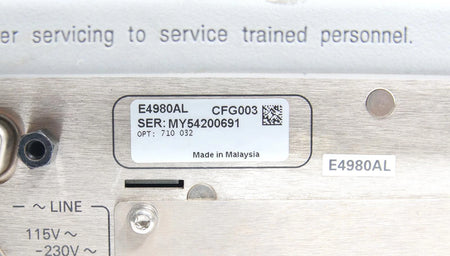 er servicing to service trained personnel.
E4980AL CFG003
SER: MY54200691
OPT: 710 032
Made in Malaysia
E4980AL
~ LINE
115V ~
-230V ~